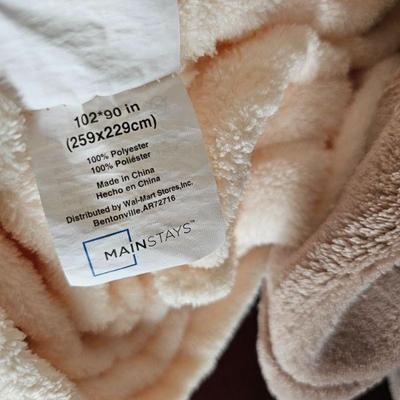 102*90 in
(259x229cm)
100% Polyester
100% Poliéster
Made in China
Hecho en China
Distributed by Wal-Mart Stores,Inc.
Bentonville,AR72716
MAINSTAYS™